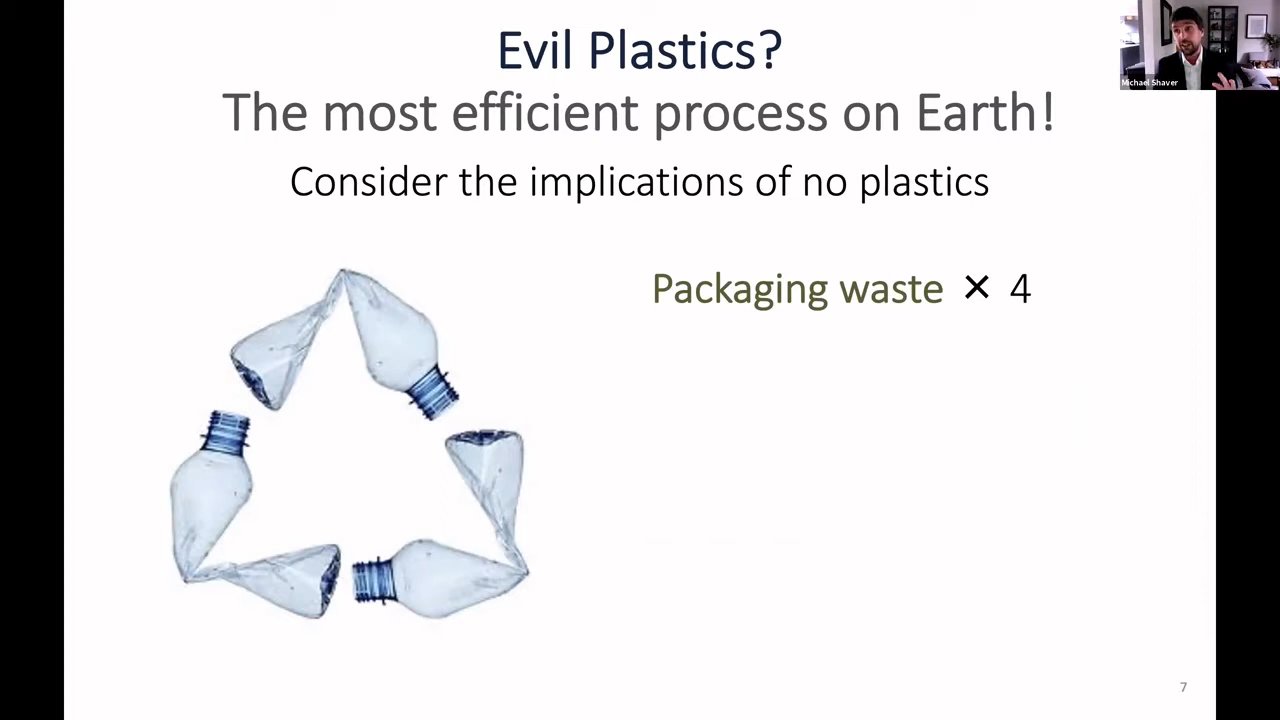 Evil Plastics?
The most efficient process on Earth!
Consider the implications of no plastics
Packaging waste × 4
Michael Shaver
7